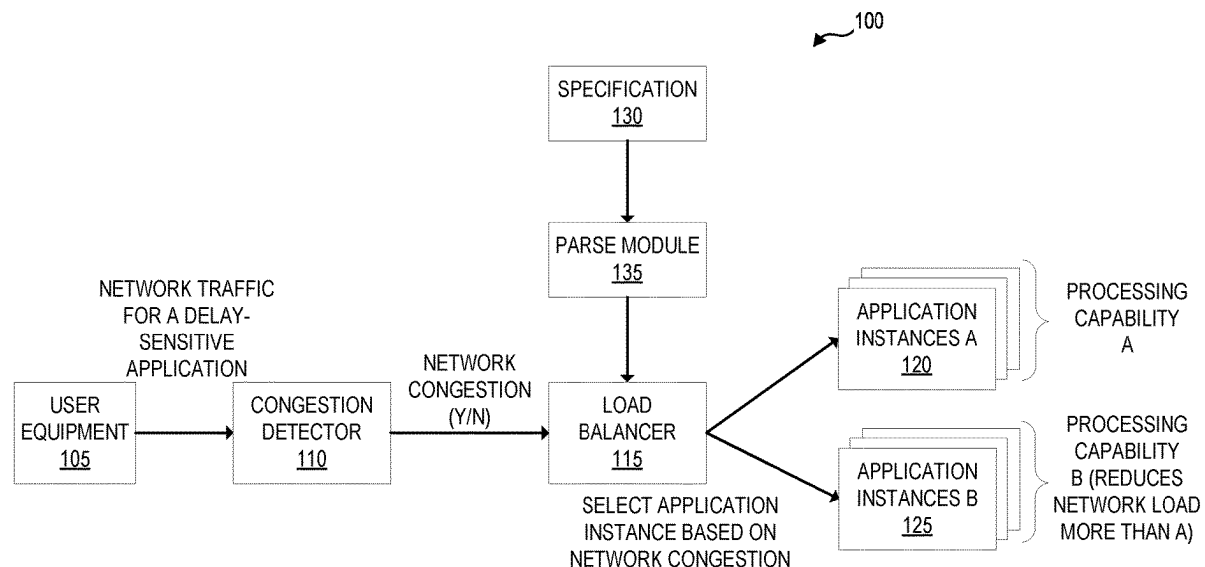 100
SPECIFICATION
130
PARSE MODULE
135
NETWORK TRAFFIC
FOR A DELAY-
SENSITIVE
APPLICATION
USER
EQUIPMENT
105
CONGESTION
DETECTOR
110
NETWORK
CONGESTION
(Y/N)
LOAD
BALANCER
115
SELECT APPLICATION
INSTANCE BASED ON
NETWORK CONGESTION
APPLICATION
INSTANCES A
120
PROCESSING
CAPABILITY
A
APPLICATION
INSTANCES B
125
PROCESSING
CAPABILITY
B (REDUCES
NETWORK LOAD
MORE THAN A)